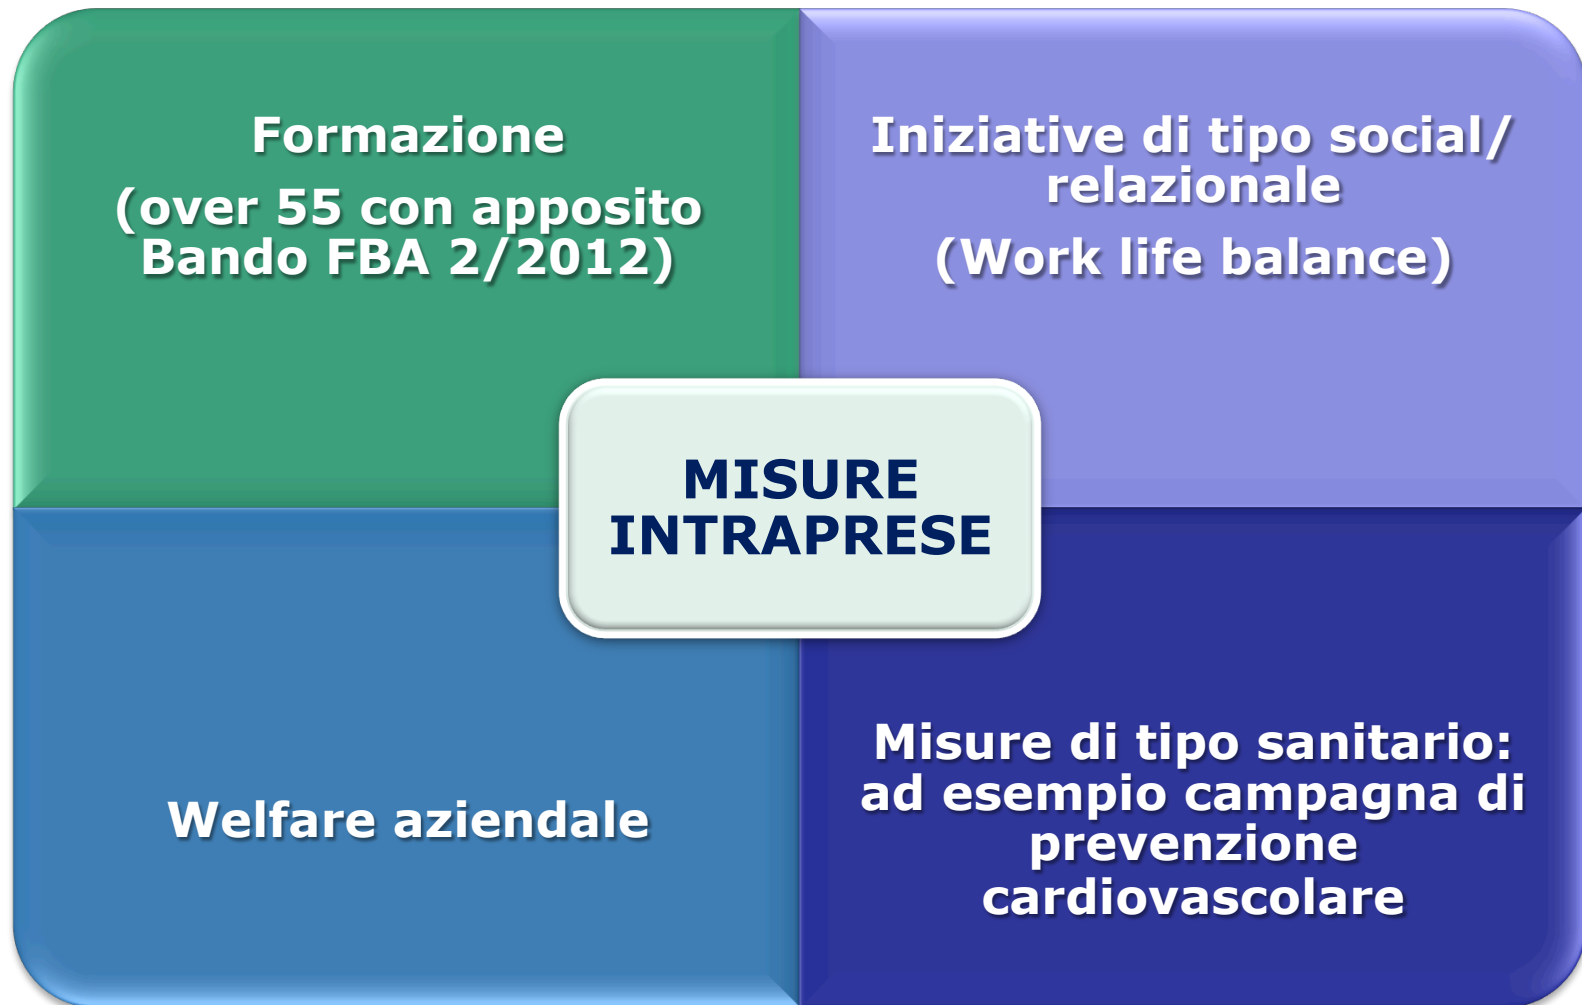 Formazione
(over 55 con apposito
Bando FBA 2/2012)
Iniziative di tipo social/
relazionale
(Work life balance)
MISURE
INTRAPRESE
Welfare aziendale
Misure di tipo sanitario:
ad esempio campagna di
prevenzione
cardiovascolare